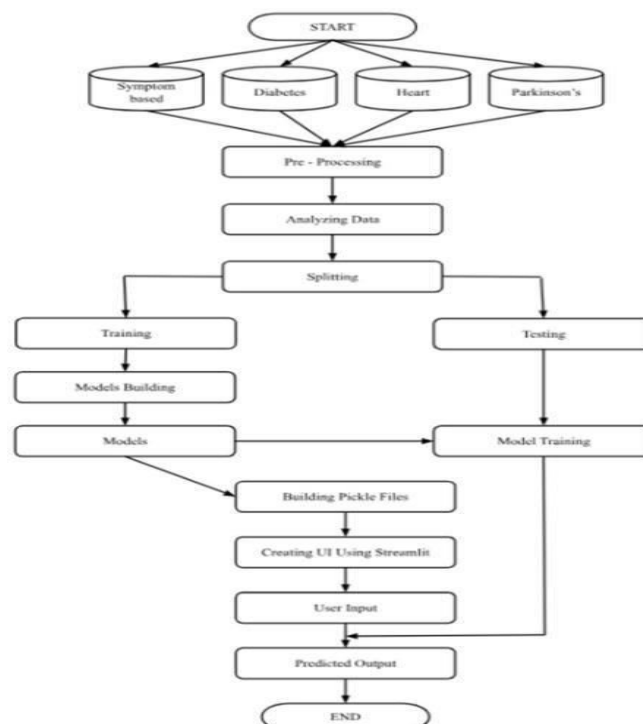 START
Symptom
based
Diabetes
Heart
Parkinson's
Pre - Processing
Analyzing Data
Splitting
Training
Testing
Models Building
Models
Model Training
Building Pickle Files
Creating UI Using Streamlit
User Input
Predicted Output
END